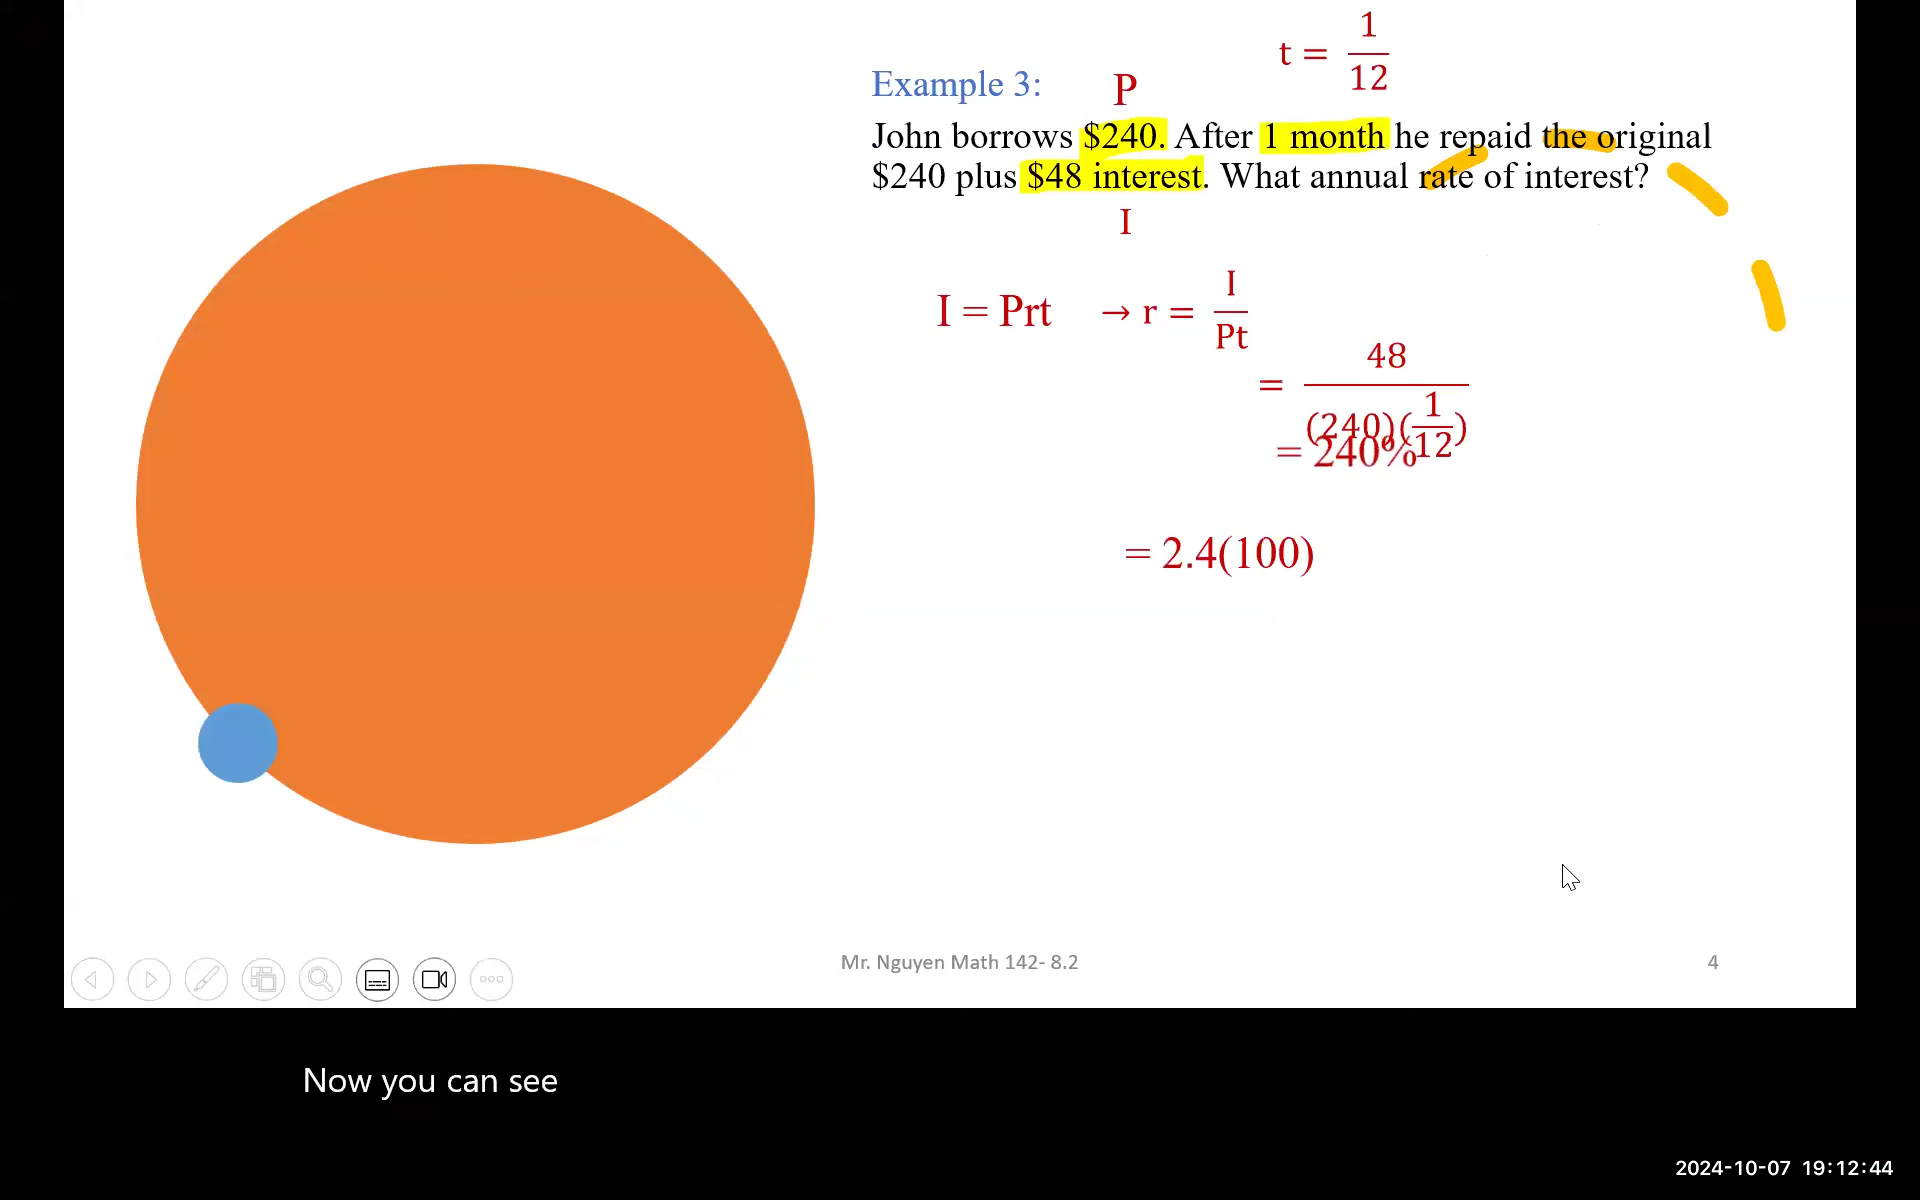 t = 1/12
Example 3:
P
John borrows $240. After 1 month he repaid the original
$240 plus $48 interest. What annual rate of interest?
I
I = Prt → r = I/Pt
= 48/(240)(1/12)
= 240%
= 2.4(100)
Mr. Nguyen Math 142- 8.2
4
Now you can see
2024-10-07 19:12:44